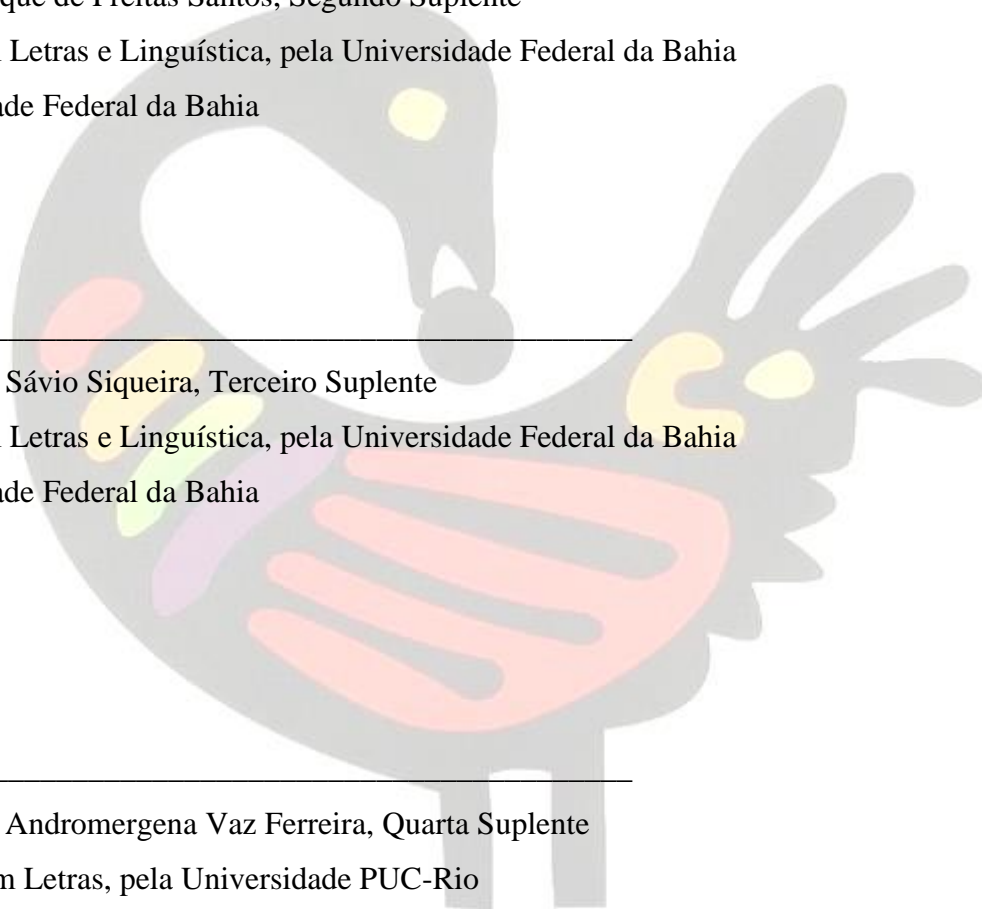 que de Freitas Santos, Segundo Suplente
Letras e Linguística, pela Universidade Federal da Bahia
ade Federal da Bahia
Sávio Siqueira, Terceiro Suplente
Letras e Linguística, pela Universidade Federal da Bahia
ade Federal da Bahia
Andromergena Vaz Ferreira, Quarta Suplente
m Letras, pela Universidade PUC-Rio